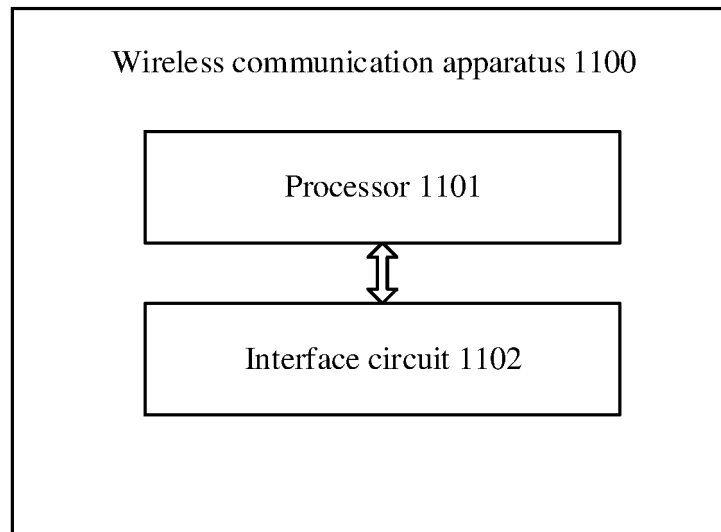 Wireless communication apparatus 1100
Processor 1101
Interface circuit 1102